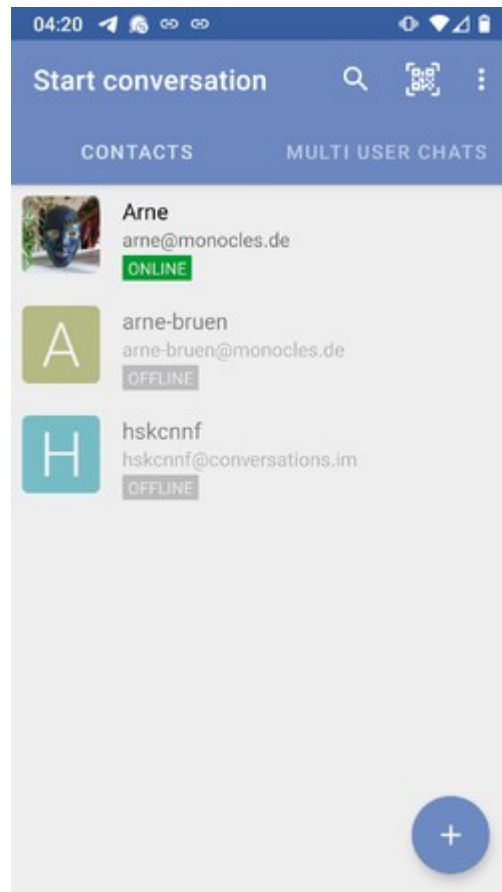 04:20
Start conversation
CONTACTS
MULTI USER CHATS
Arne
arne@monocles.de
ONLINE
A
arne-bruen
arne-bruen@monocles.de
OFFLINE
H
hskcnnf
hskcnnf@conversations.im
OFFLINE
+